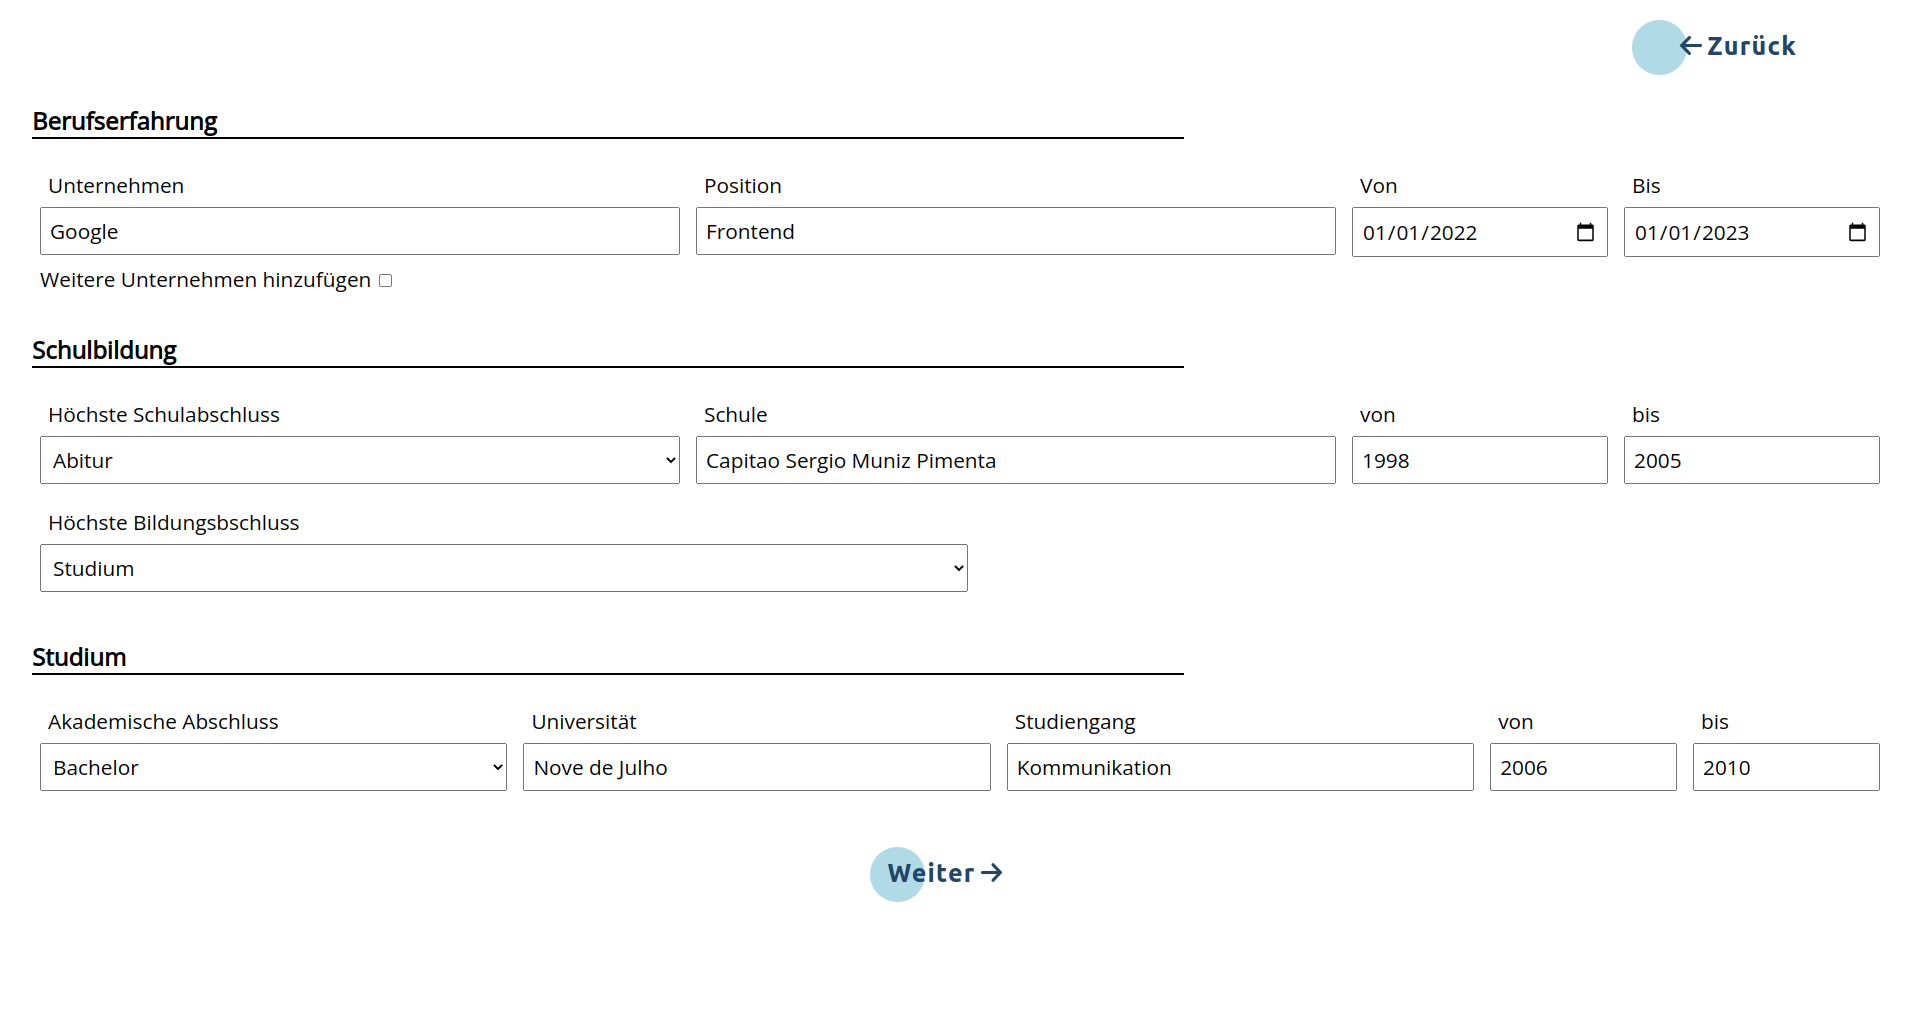 Zurück
Berufserfahrung
Unternehmen Position Von Bis
Google Frontend 01/01/2022 01/01/2023
Weitere Unternehmen hinzufügen
Schulbildung
Höchste Schulabschluss Schule von bis
Abitur Capitao Sergio Muniz Pimenta 1998 2005
Höchste Bildungsbschluss
Studium
Studium
Akademische Abschluss Universität Studiengang von bis
Bachelor Nove de Julho Kommunikation 2006 2010
Weiter